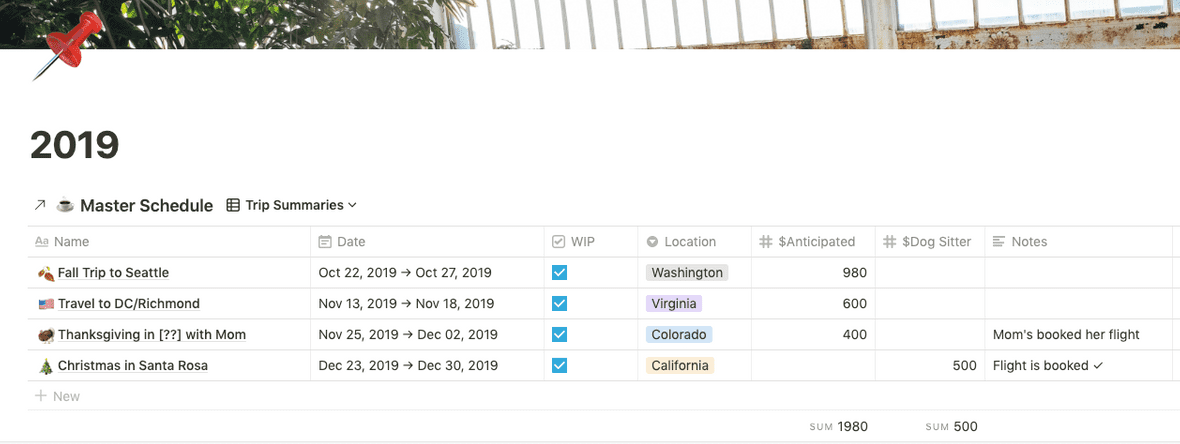 2019
Master Schedule Trip Summaries
Aa Name Date WIP Location $Anticipated $Dog Sitter Notes
Fall Trip to Seattle Oct 22, 2019 → Oct 27, 2019 Washington 980
Travel to DC/Richmond Nov 13, 2019 → Nov 18, 2019 Virginia 600
Thanksgiving in [??] with Mom Nov 25, 2019 → Dec 02, 2019 Colorado 400 Mom's booked her flight
Christmas in Santa Rosa Dec 23, 2019 → Dec 30, 2019 California 500 Flight is booked ✓
+ New
SUM 1980 SUM 500